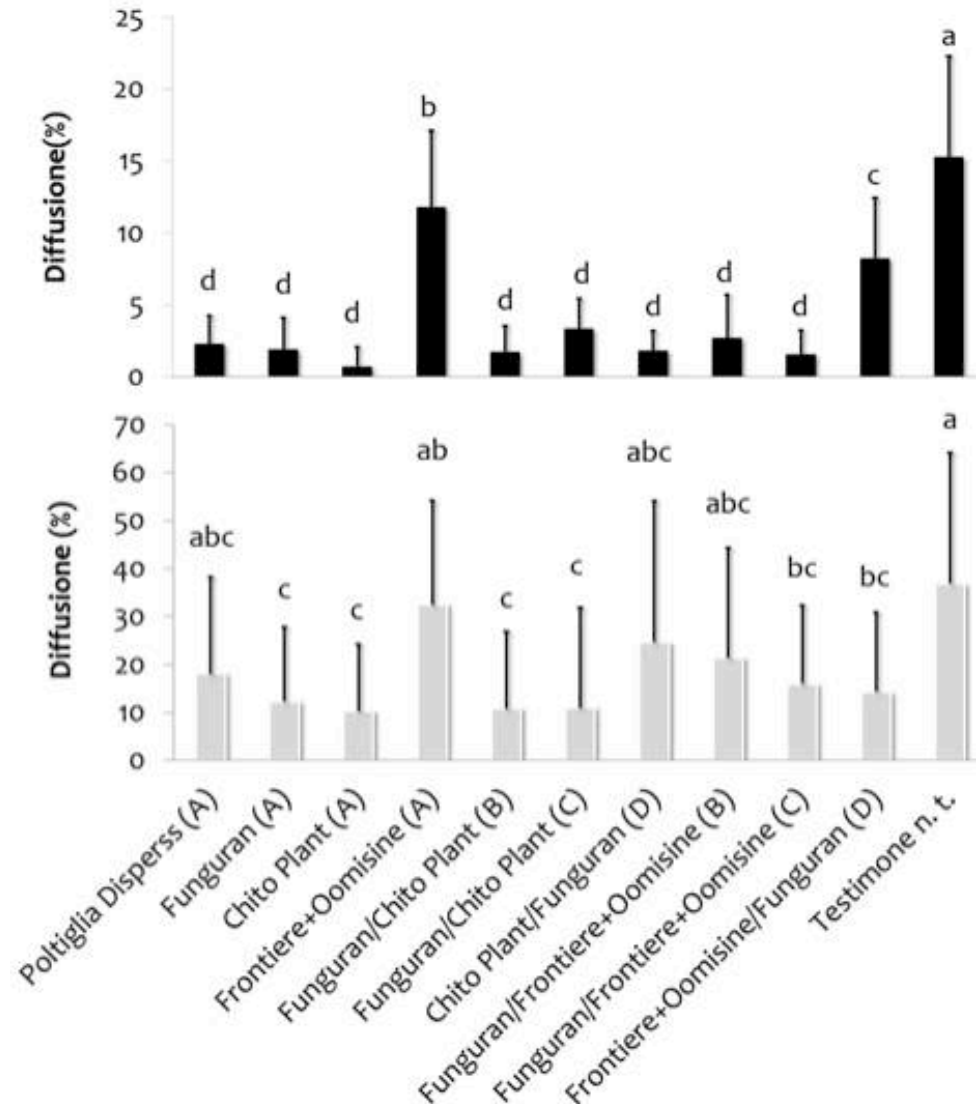 Diffusione(%)
25
20
15
10
5
0
d
d
d
b
d
d
d
d
d
c
a
Diffusione (%)
70
60
50
40
30
20
10
0
abc
c
c
ab
c
c
abc
abc
bc
bc
a
Poltiglia Disperss (A)
Funguran (A)
Chito Plant (A)
Frontiere+Oomisine (A)
Funguran/Chito Plant (B)
Funguran/Chito Plant (C)
Chito Plant/Funguran (D)
Funguran/Frontiere+Oomisine (B)
Funguran/Frontiere+Oomisine (C)
Frontiere+Oomisine/Funguran (D)
Testimone n. t.